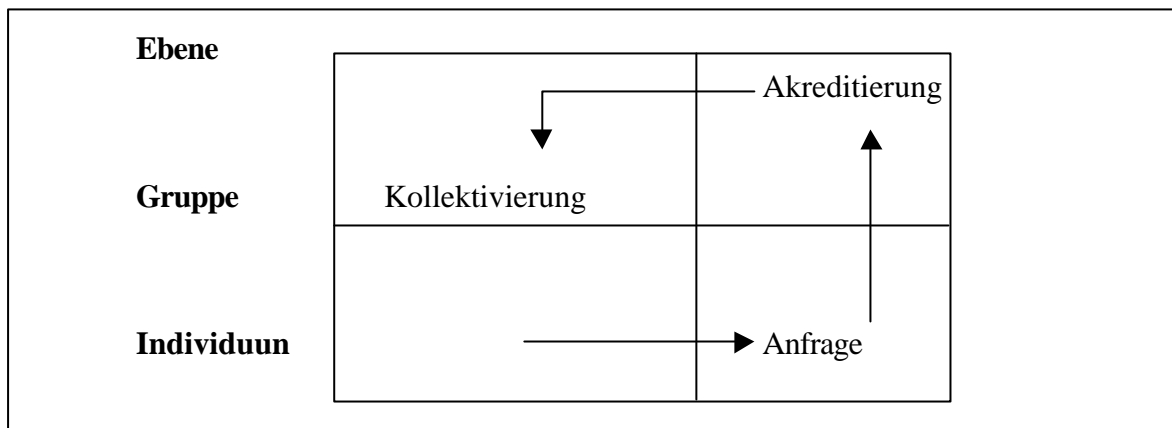 Ebene
Akreditierung
Gruppe Kollektivierung
Individuun Anfrage